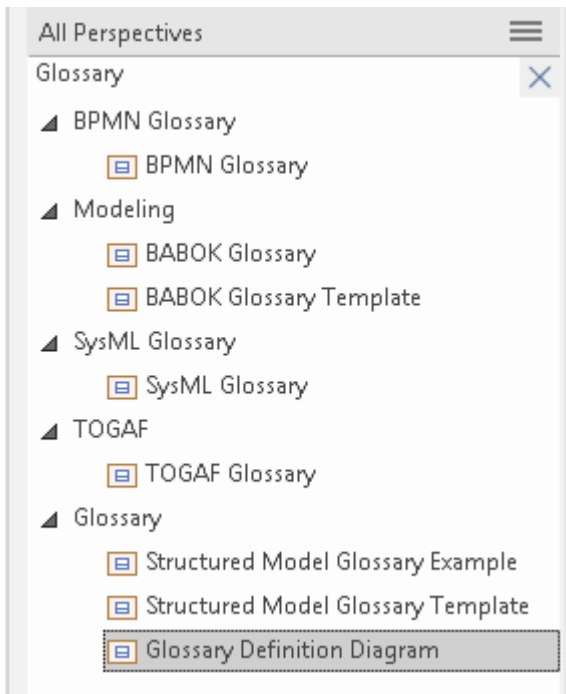 All Perspectives
Glossary
BPMN Glossary
BPMN Glossary
Modeling
BABOK Glossary
BABOK Glossary Template
SysML Glossary
SysML Glossary
TOGAF
TOGAF Glossary
Glossary
Structured Model Glossary Example
Structured Model Glossary Template
Glossary Definition Diagram